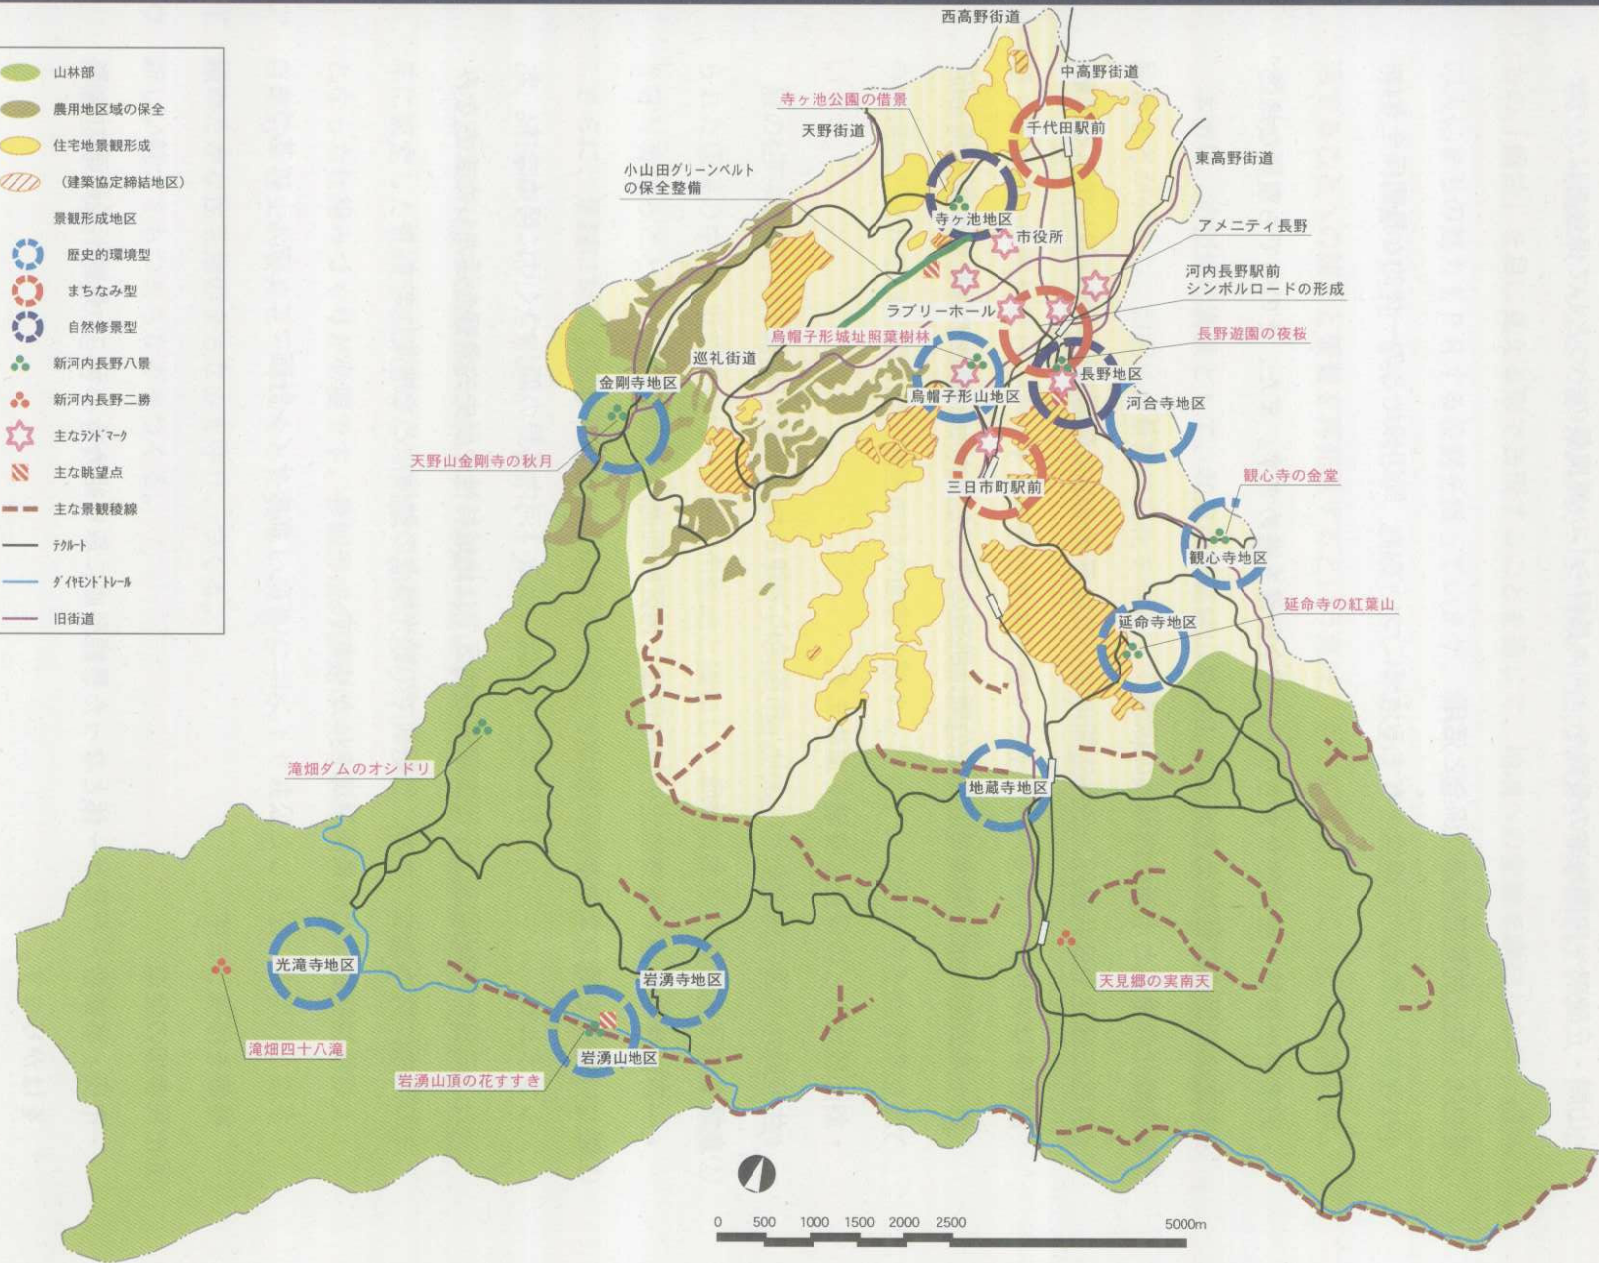 山林部
農用地区域の保全
住宅地景観形成
（建築協定締結地区）
景観形成地区
歴史的環境型
まちなみ型
自然修景型
新河内長野八景
新河内長野二勝
主なランドマーク
主な眺望点
主な景観稜線
テクルート
ダイヤモンドトレール
旧街道
西高野街道
中高野街道
寺ヶ池公園の借景
天野街道
千代田駅前
東高野街道
小山田グリーンベルト
の保全整備
寺ヶ池地区
市役所
アメニティ長野
河内長野駅前
シンボルロードの形成
ラブリーホール
烏帽子形城址照葉樹林
長野遊園の夜桜
巡礼街道
金剛寺地区
長野地区
烏帽子形山地区
河合寺地区
天野山金剛寺の秋月
観心寺の金堂
三日市町駅前
観心寺地区
延命寺の紅葉山
延命寺地区
滝畑ダムのオシドリ
地蔵寺地区
光滝寺地区
岩湧寺地区
天見郷の実南天
滝畑四十八滝
岩湧山地区
岩湧山頂の花すすき
0 500 1000 1500 2000 2500 5000m